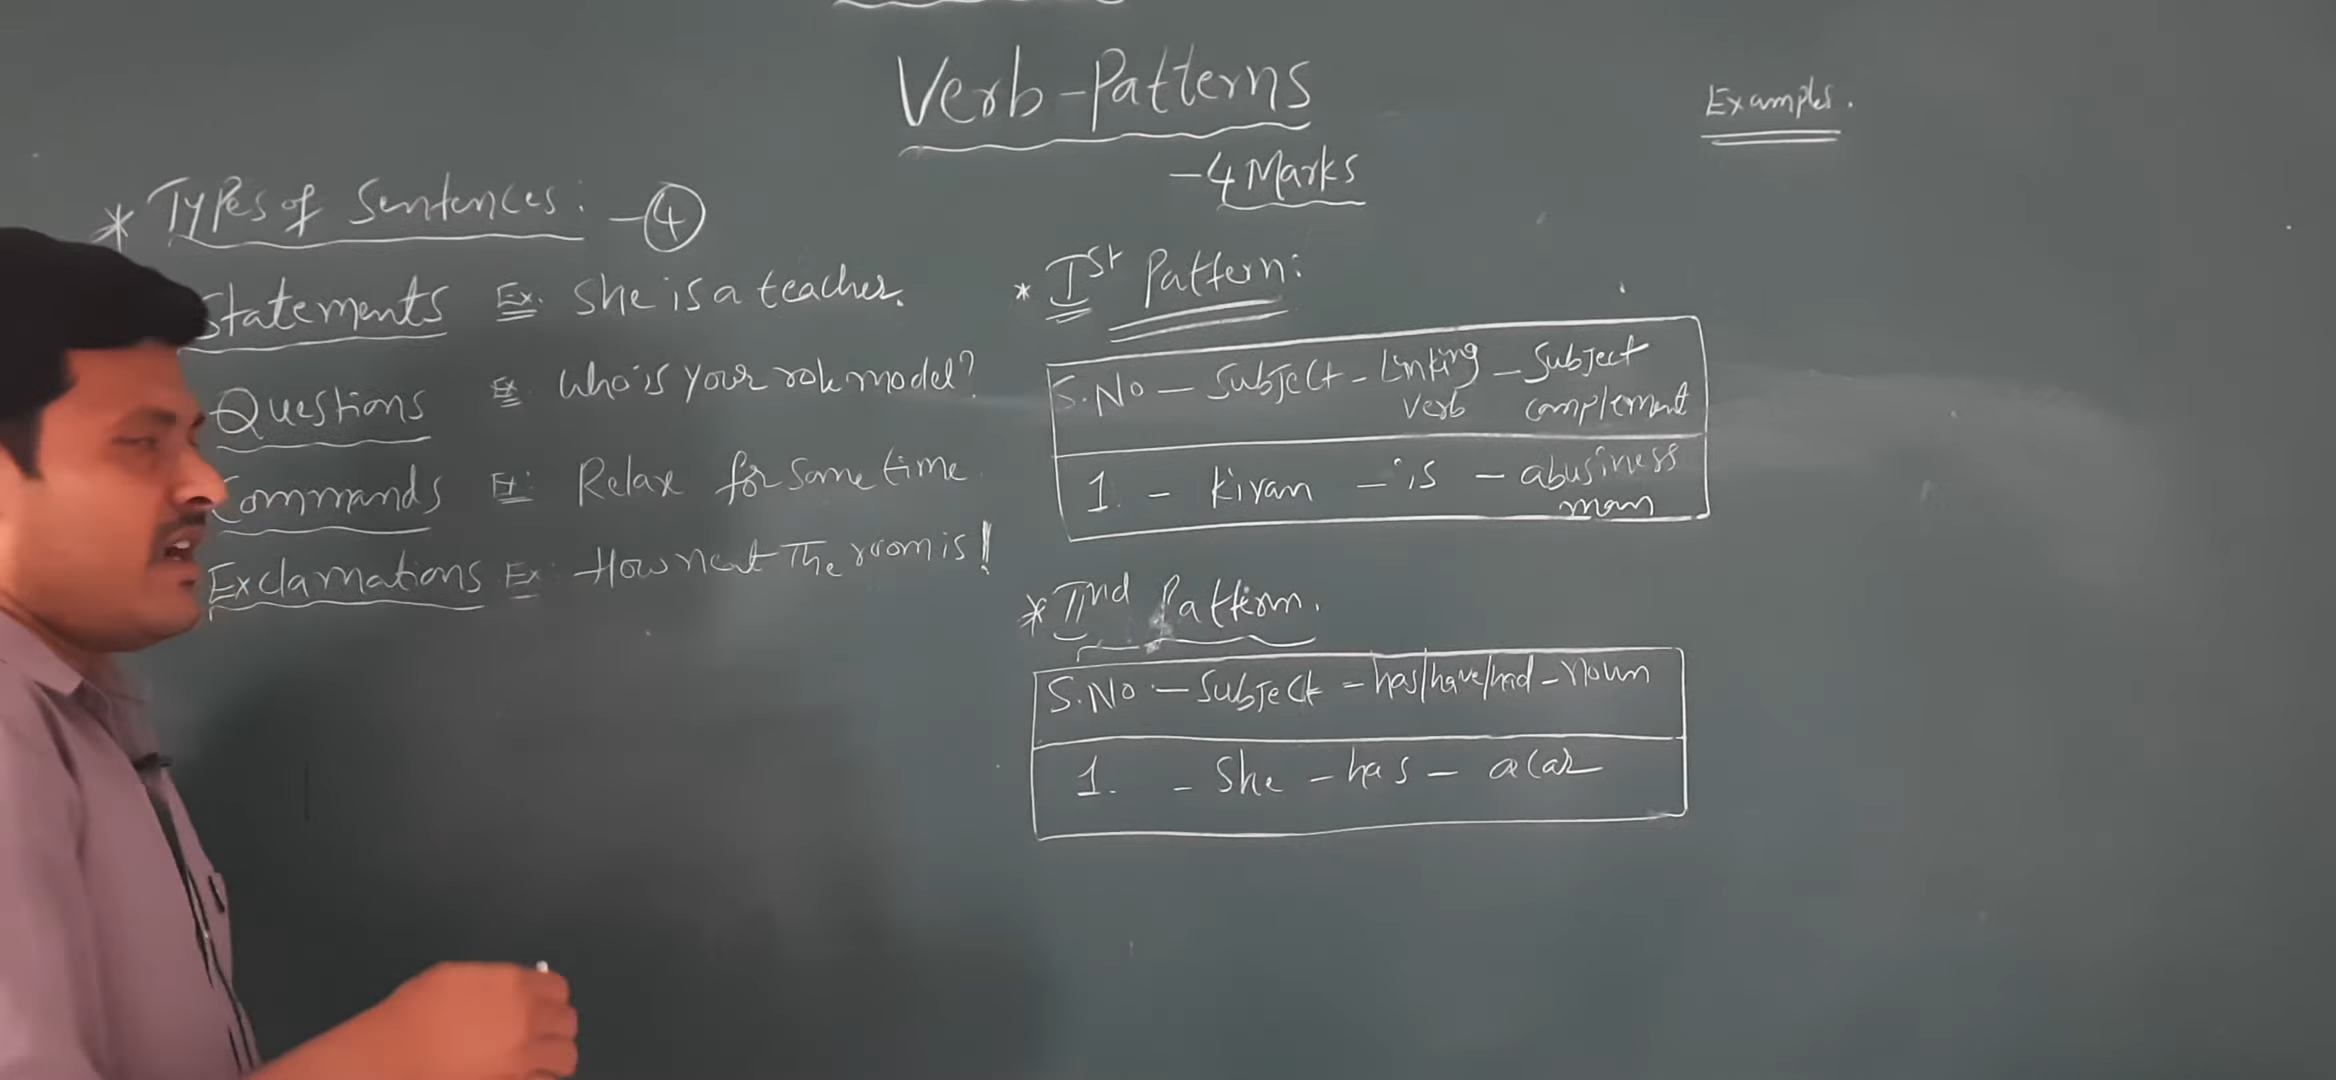 Verb-Patterns
- 4 Marks
Examples.
* Types of Sentences: - 4
Statements Ex. She is a teacher.
Questions Ex. Who is your role model?
Commands Ex: Relax for some time
Exclamations Ex: How neat The room is!
* Ist Pattern:
S.No - Subject - Linking verb - Subject complement
1. - kiran - is - a business man
* IInd Pattern.
S.No - Subject - has/have/had - Noun
1. - She - has - a car